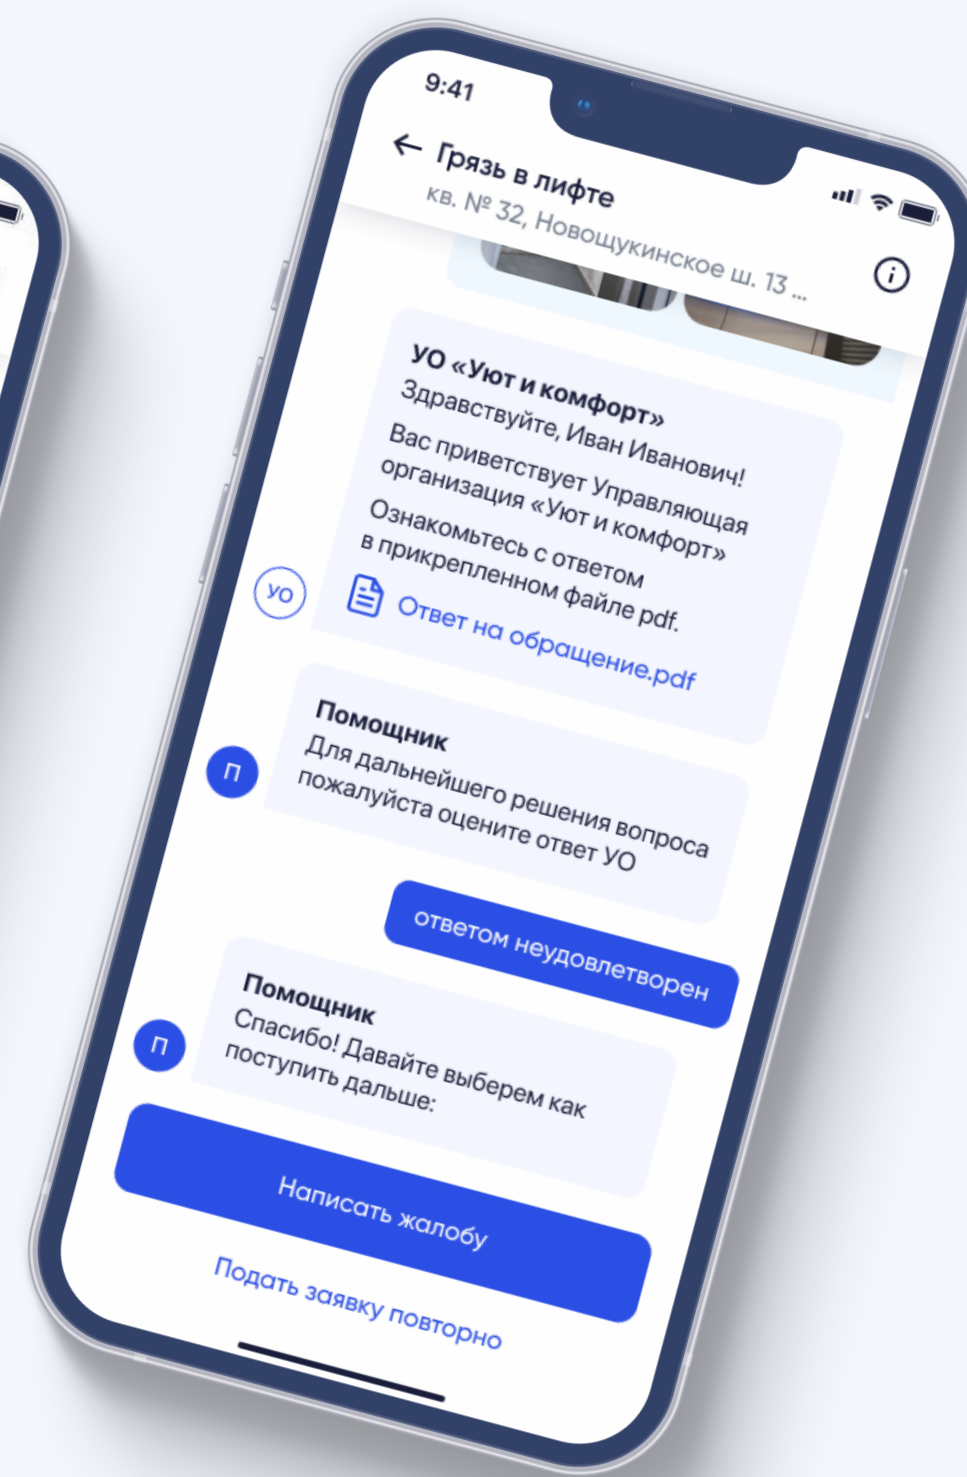 9:41
Грязь в лифте
кв. № 32, Новощукинское ш. 13 ...
УО «Уют и комфорт»
Здравствуйте, Иван Иванович!
Вас приветствует Управляющая
организация «Уют и комфорт»
Ознакомьтесь с ответом
в прикрепленном файле pdf.
Ответ на обращение.pdf
УО
Помощник
Для дальнейшего решения вопроса
пожалуйста оцените ответ УО
П
ответом неудовлетворен
Помощник
Спасибо! Давайте выберем как
поступить дальше:
П
Написать жалобу
Подать заявку повторно